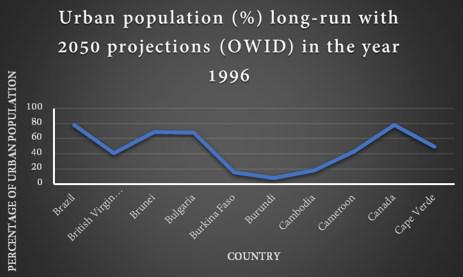 Urban population (%) long-run with
2050 projections (OWID) in the year
1996
PERCENTAGE OF URBAN POPULATION
100
80
60
40
20
0
Brazil
British Virgin...
Brunei
Bulgaria
Burkina Faso
Burundi
Cambodia
Cameroon
Canada
Cape Verde
COUNTRY